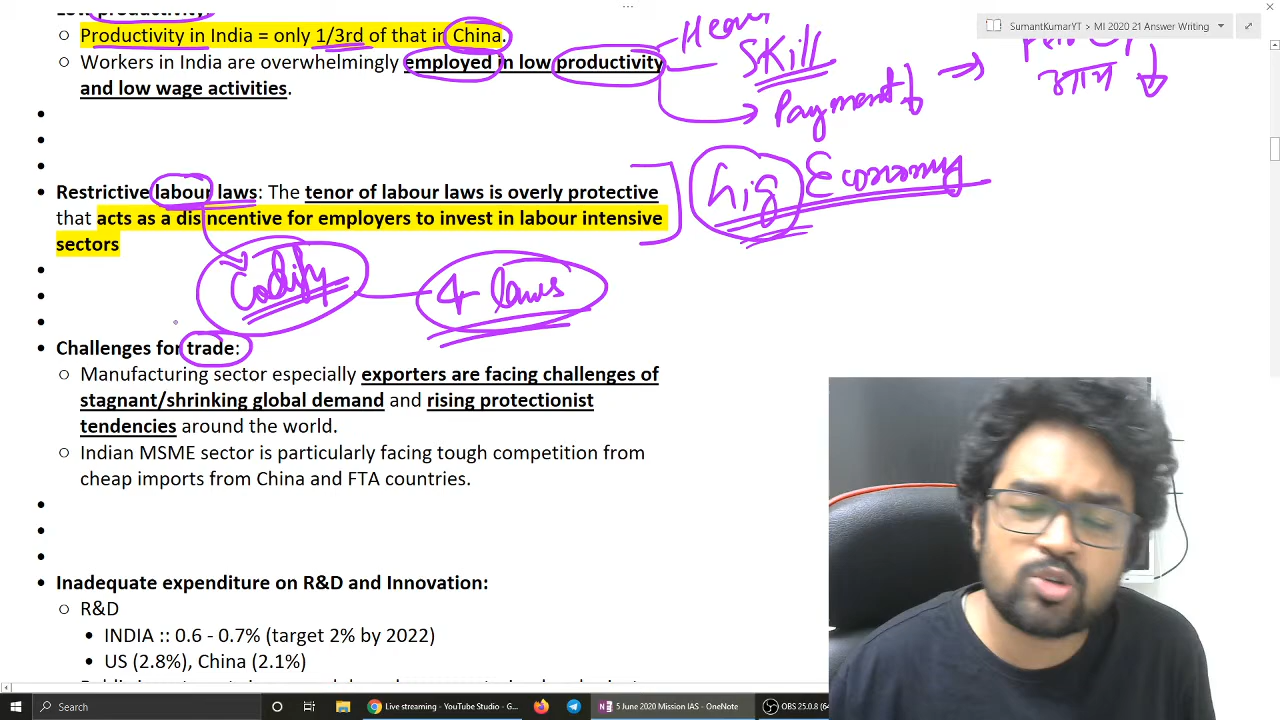 Low productivity:
SumantKumarYT > MI 2020 21 Answer Writing
Productivity in India = only 1/3rd of that in China.
Workers in India are overwhelmingly employed in low productivity
and low wage activities.
Skill
Payment ↓
आय ↓
Restrictive labour laws: The tenor of labour laws is overly protective
that acts as a disincentive for employers to invest in labour intensive
sectors
Gig Economy
Codify
4 laws
Challenges for trade:
Manufacturing sector especially exporters are facing challenges of
stagnant/shrinking global demand and rising protectionist
tendencies around the world.
Indian MSME sector is particularly facing tough competition from
cheap imports from China and FTA countries.
Inadequate expenditure on R&D and Innovation:
R&D
INDIA :: 0.6 - 0.7% (target 2% by 2022)
US (2.8%), China (2.1%)
Search
Live streaming - YouTube Studio - G...
5 June 2020 Mission IAS - OneNote
OBS 25.0.8 (64